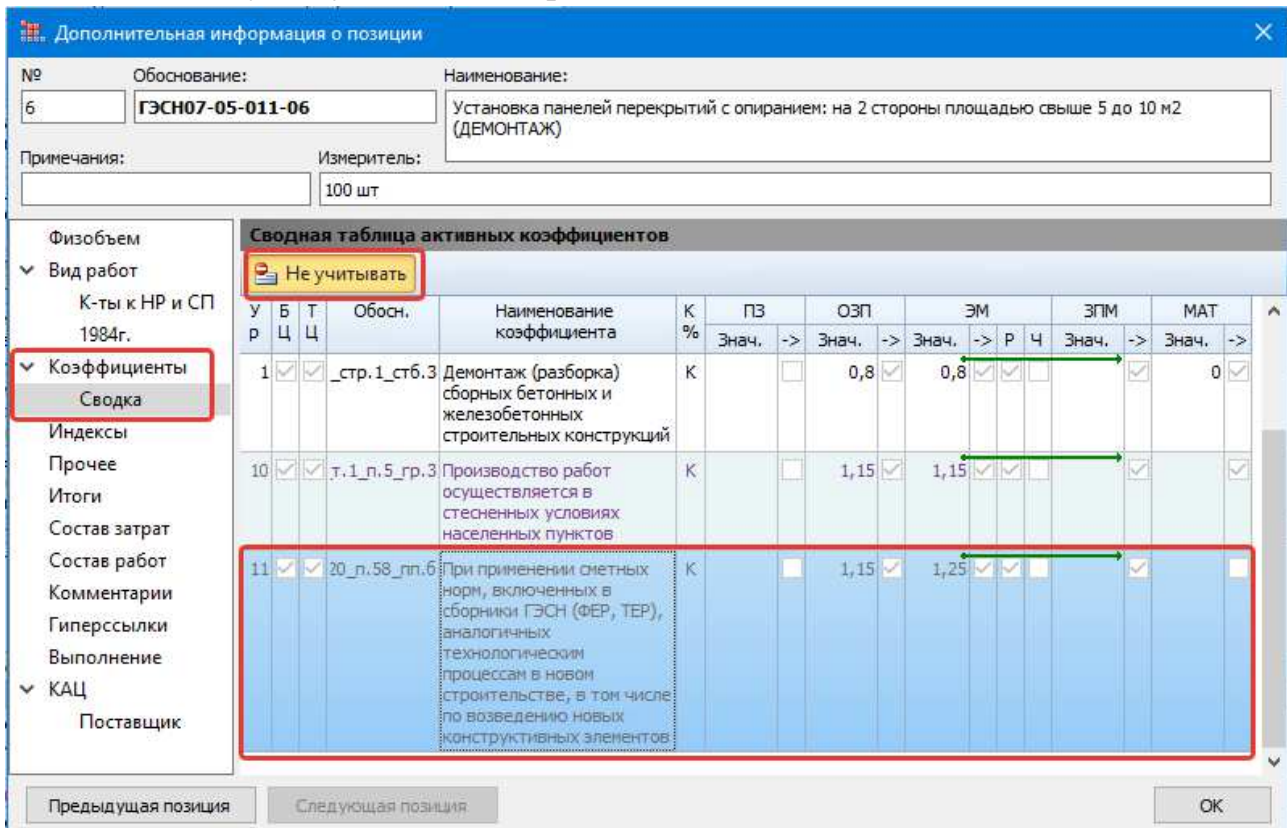 Дополнительная информация о позиции
№ Обоснование: Наименование:
6 ГЭСН07-05-011-06 Установка панелей перекрытий с опиранием: на 2 стороны площадью свыше 5 до 10 м2
(ДЕМОНТАЖ)
Примечания: Измеритель:
100 шт
Физобъем
Вид работ
К-ты к НР и СП
1984г.
Коэффициенты
Сводка
Индексы
Прочее
Итоги
Состав затрат
Состав работ
Комментарии
Гиперссылки
Выполнение
КАЦ
Поставщик
Сводная таблица активных коэффициентов
Не учитывать
У Б Т Обосн. Наименование К ПЗ ОЗП ЭМ ЗПМ МАТ
р Ц Ц коэффициента % Знач. -> Знач. -> Знач. -> Р Ч Знач. -> Знач. ->
1 _стр.1_стб.3 Демонтаж (разборка) К 0,8 0,8 0
сборных бетонных и
железобетонных
строительных конструкций
10 т.1_п.5_гр.3 Производство работ К 1,15 1,15
осуществляется в
стесненных условиях
населенных пунктов
11 20_п.58_пп.б При применении сметных К 1,15 1,25
норм, включенных в
сборники ГЭСН (ФЕР, ТЕР),
аналогичных
технологическим
процессам в новом
строительстве, в том числе
по возведению новых
конструктивных элементов
Предыдущая позиция Следующая позиция ОК